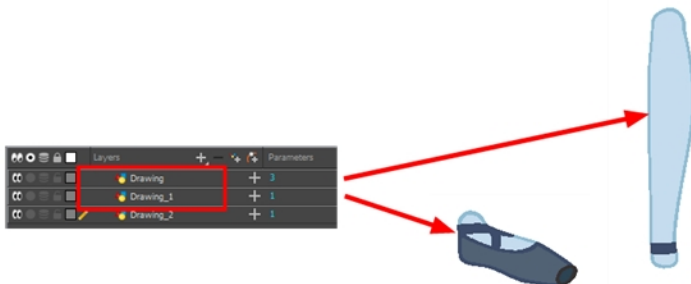 Layers Parameters
Drawing 3
Drawing_1 1
Drawing_2 1